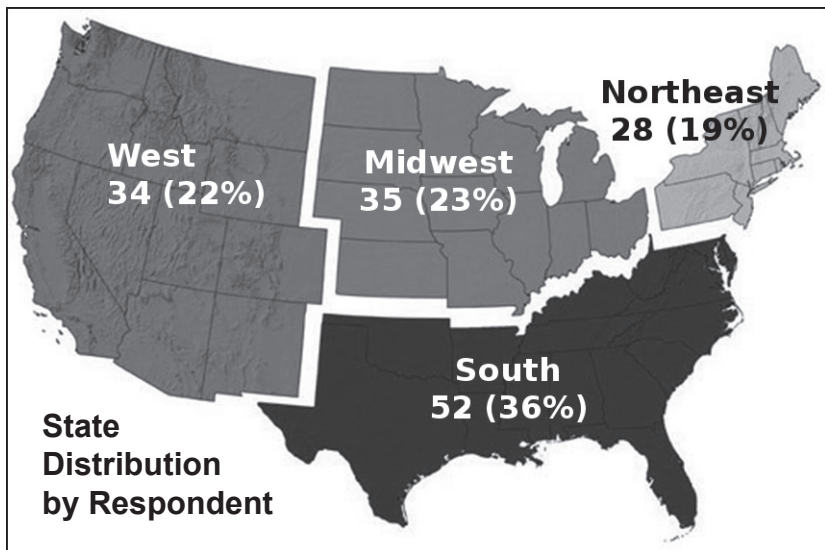 Northeast
28 (19%)
West
34 (22%)
Midwest
35 (23%)
South
52 (36%)
State
Distribution
by Respondent